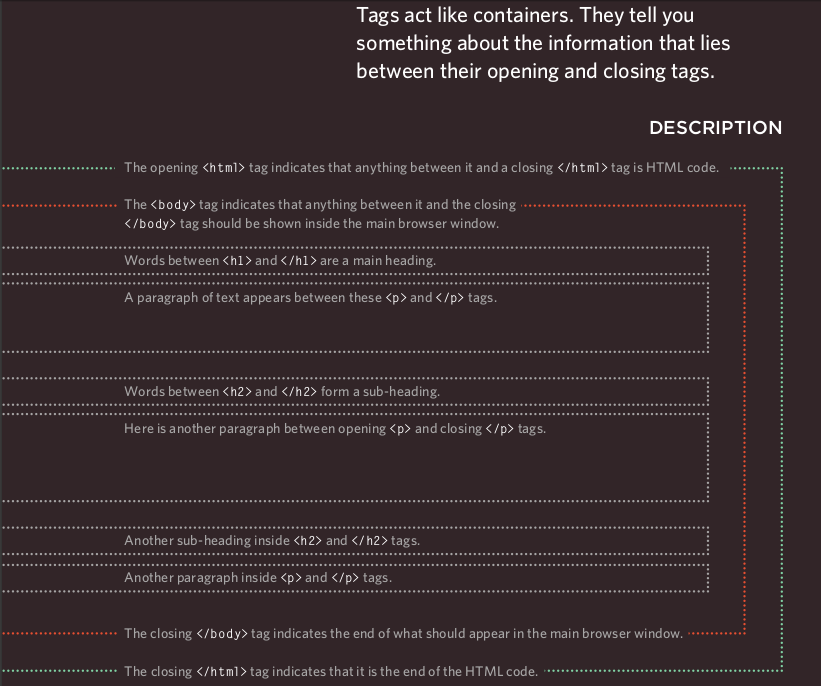 Tags act like containers. They tell you
something about the information that lies
between their opening and closing tags.
DESCRIPTION
The opening <html> tag indicates that anything between it and a closing </html> tag is HTML code.
The <body> tag indicates that anything between it and the closing
</body> tag should be shown inside the main browser window.
Words between <h1> and </h1> are a main heading.
A paragraph of text appears between these <p> and </p> tags.
Words between <h2> and </h2> form a sub-heading.
Here is another paragraph between opening <p> and closing </p> tags.
Another sub-heading inside <h2> and </h2> tags.
Another paragraph inside <p> and </p> tags.
The closing </body> tag indicates the end of what should appear in the main browser window.
The closing </html> tag indicates that it is the end of the HTML code.